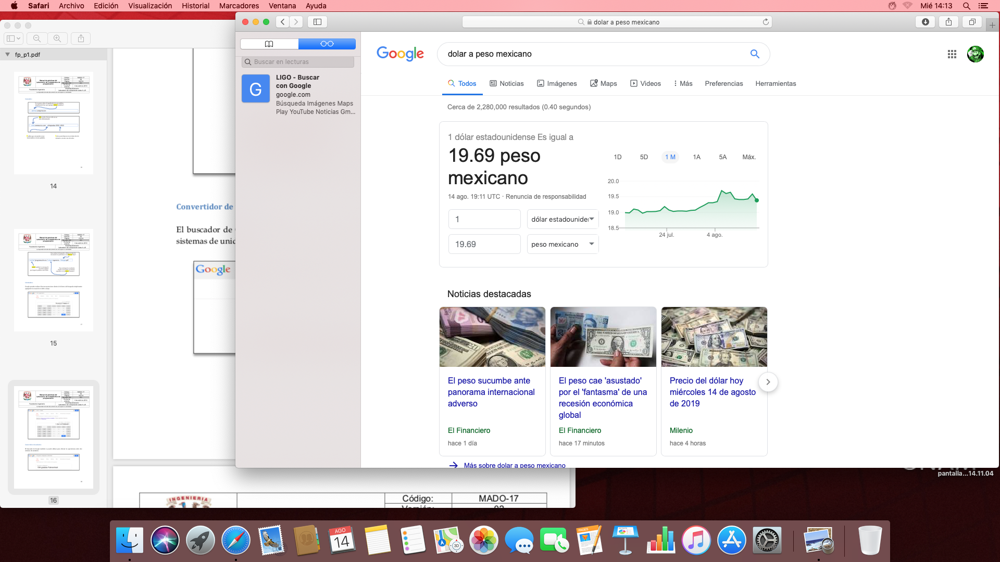 Safari Archivo Edición Visualización Historial Marcadores Ventana Ayuda
Mié 14:13
fp_p1.pdf
14
15
16
Convertidor de
El buscador de
sistemas de unid
Google
INGENIERIA
Código: MADO-17
dolar a peso mexicano
Buscar en lecturas
G
LIGO - Buscar
con Google
google.com
Búsqueda Imágenes Maps
Play YouTube Noticias Gm...
Google
dolar a peso mexicano
Todos Noticias Imágenes Maps Videos Más Preferencias Herramientas
Cerca de 2,280,000 resultados (0.40 segundos)
1 dólar estadounidense Es igual a
19.69 peso
mexicano
14 ago. 19:11 UTC · Renuncia de responsabilidad
1 dólar estadounide
19.69 peso mexicano
1D 5D 1 M 1A 5A Máx.
20.0
19.5
19.0
18.5
24 jul. 4 ago.
Noticias destacadas
El peso sucumbe ante
panorama internacional
adverso
El Financiero
hace 1 día
El peso cae 'asustado'
por el 'fantasma' de una
recesión económica
global
El Financiero
hace 17 minutos
Precio del dólar hoy
miércoles 14 de agosto
de 2019
Milenio
hace 4 horas
Más sobre dolar a peso mexicano
pantalla...14.11.04
AGO
14
PAGES
3D